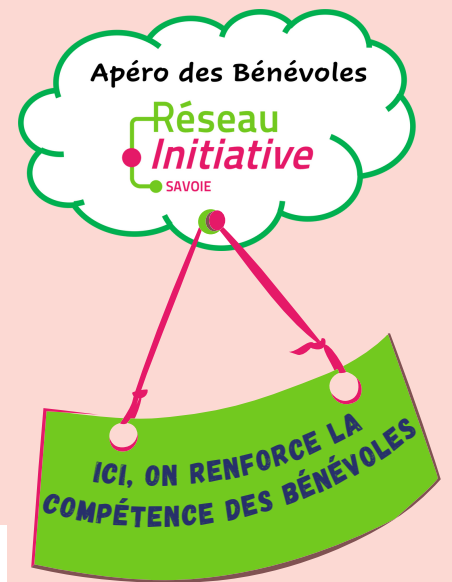 Apéro des Bénévoles
Réseau
Initiative
SAVOIE
ICI, ON RENFORCE LA
COMPÉTENCE DES BÉNÉVOLES